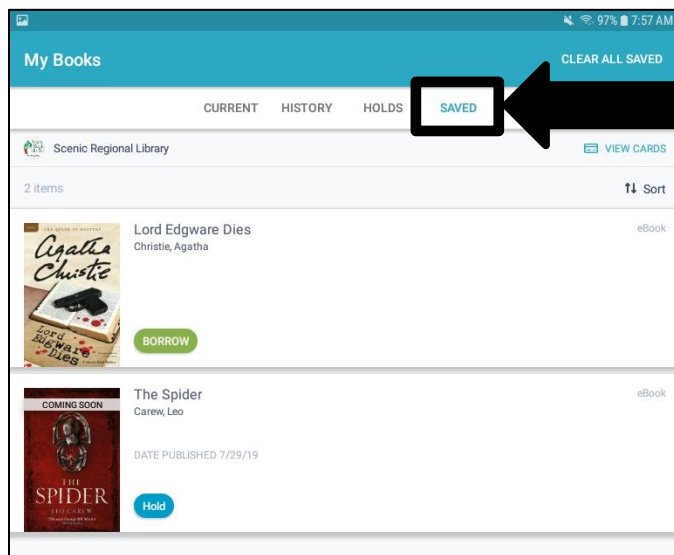 97% 7:57 AM
My Books
CLEAR ALL SAVED
CURRENT HISTORY HOLDS SAVED
Scenic Regional Library
VIEW CARDS
2 items
Sort
Lord Edgware Dies
eBook
Christie, Agatha
Agatha
Christie
Lord
Edgware
Dies
BORROW
The Spider
eBook
Carew, Leo
COMING SOON
DATE PUBLISHED 7/29/19
THE
SPIDER
LEO CAREW
Hold